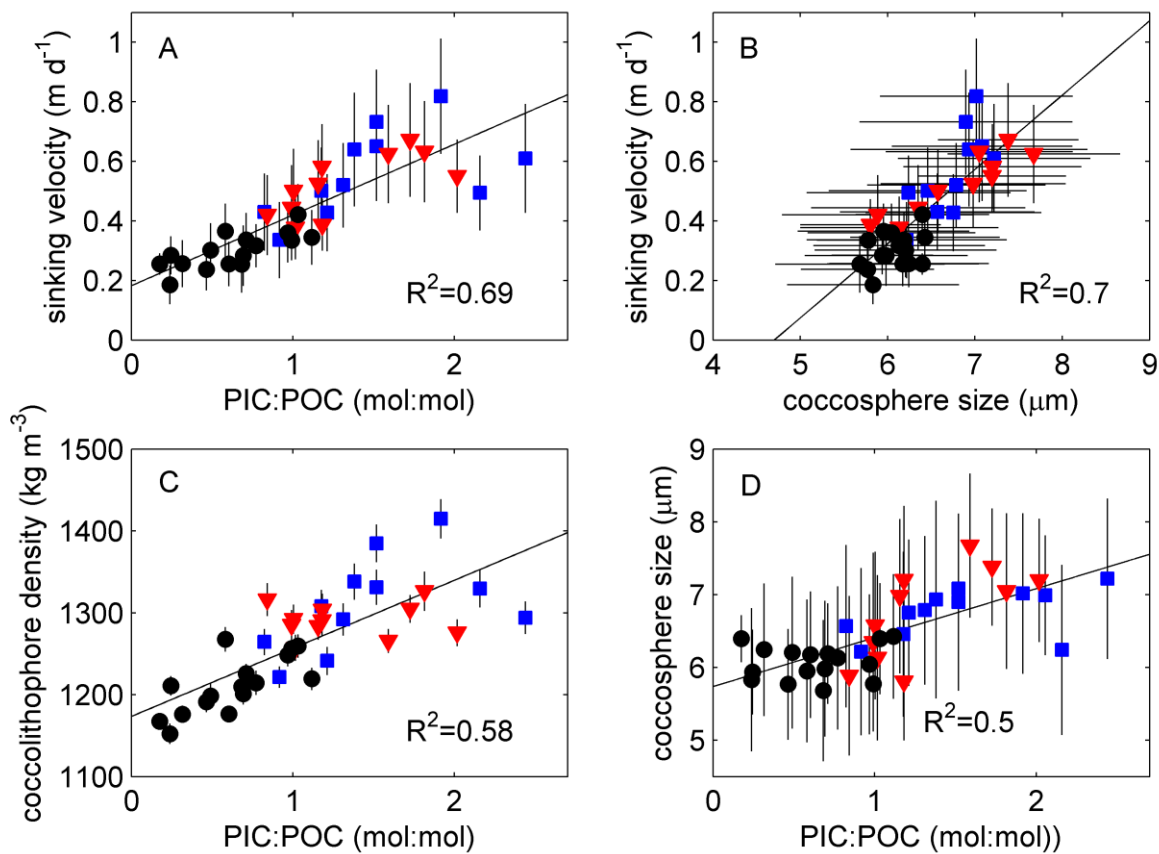 A
sinking velocity (m d⁻¹)
1
0.8
0.6
0.4
0.2
0
R²=0.69
0 1 2
PIC:POC (mol:mol)
B
sinking velocity (m d⁻¹)
1
0.8
0.6
0.4
0.2
0
R²=0.7
4 5 6 7 8 9
coccosphere size (μm)
C
coccolithophore density (kg m⁻³)
1500
1400
1300
1200
1100
R²=0.58
0 1 2
PIC:POC (mol:mol)
D
coccosphere size (μm)
9
8
7
6
5
R²=0.5
0 1 2
PIC:POC (mol:mol))